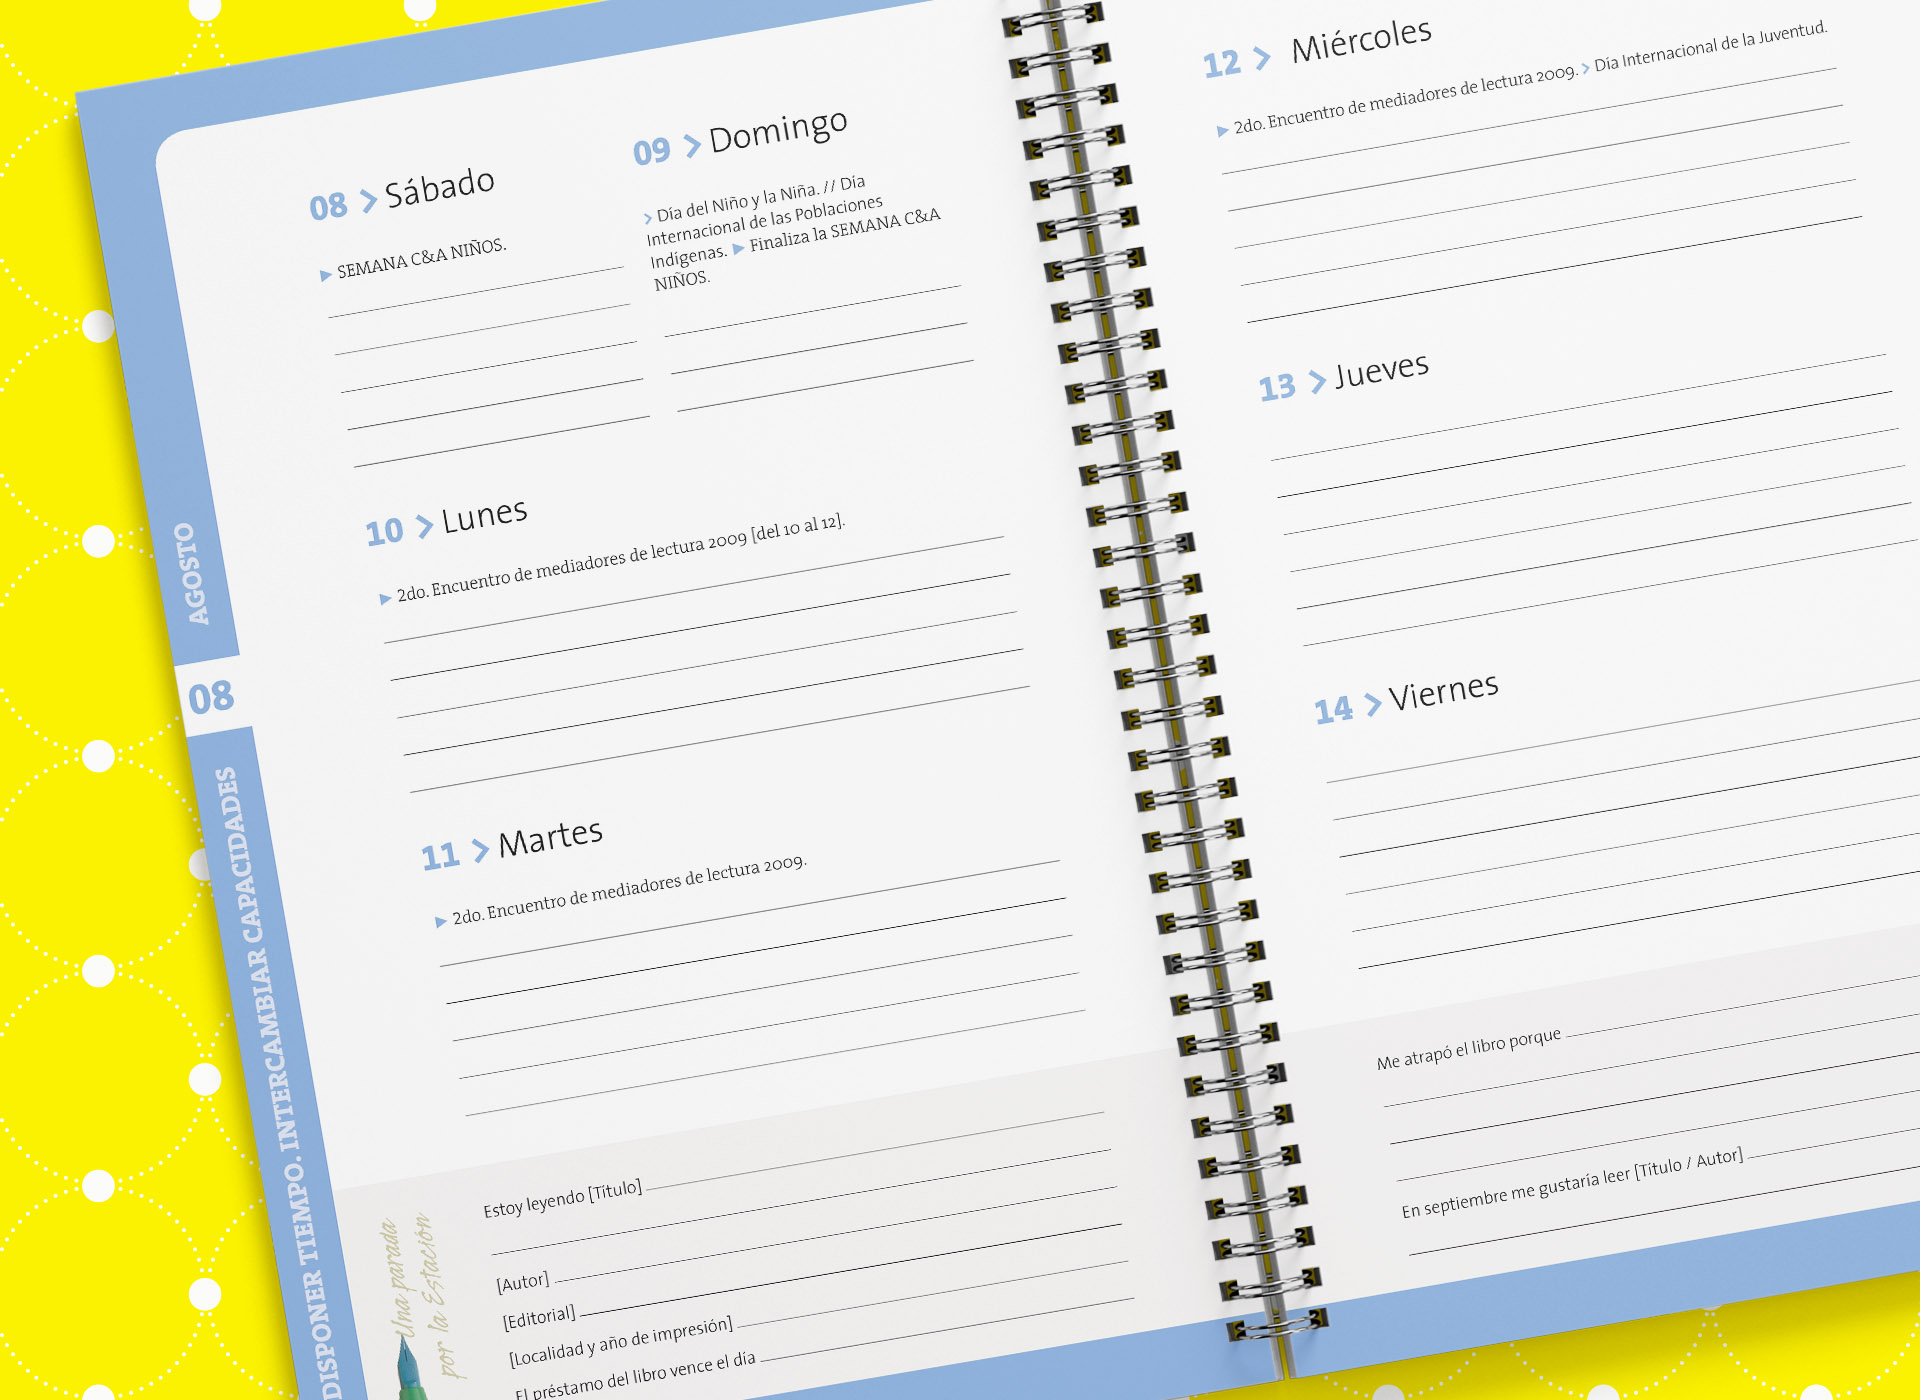 08 > Sábado
► SEMANA C&A NIÑOS.
09 > Domingo
> Día del Niño y la Niña. // Día
Internacional de las Poblaciones
Indígenas. ► Finaliza la SEMANA C&A
NIÑOS.
10 > Lunes
► 2do. Encuentro de mediadores de lectura 2009 [del 10 al 12].
11 > Martes
► 2do. Encuentro de mediadores de lectura 2009.
AGOSTO
08
DISPONER TIEMPO. INTERCAMBIAR CAPACIDADES
Una parada
por la Estación
Estoy leyendo [Título]
[Autor]
[Editorial]
[Localidad y año de impresión]
El préstamo del libro vence el día
12 > Miércoles
► 2do. Encuentro de mediadores de lectura 2009. > Día Internacional de la Juventud.
13 > Jueves
14 > Viernes
Me atrapó el libro porque
En septiembre me gustaría leer [Título / Autor]